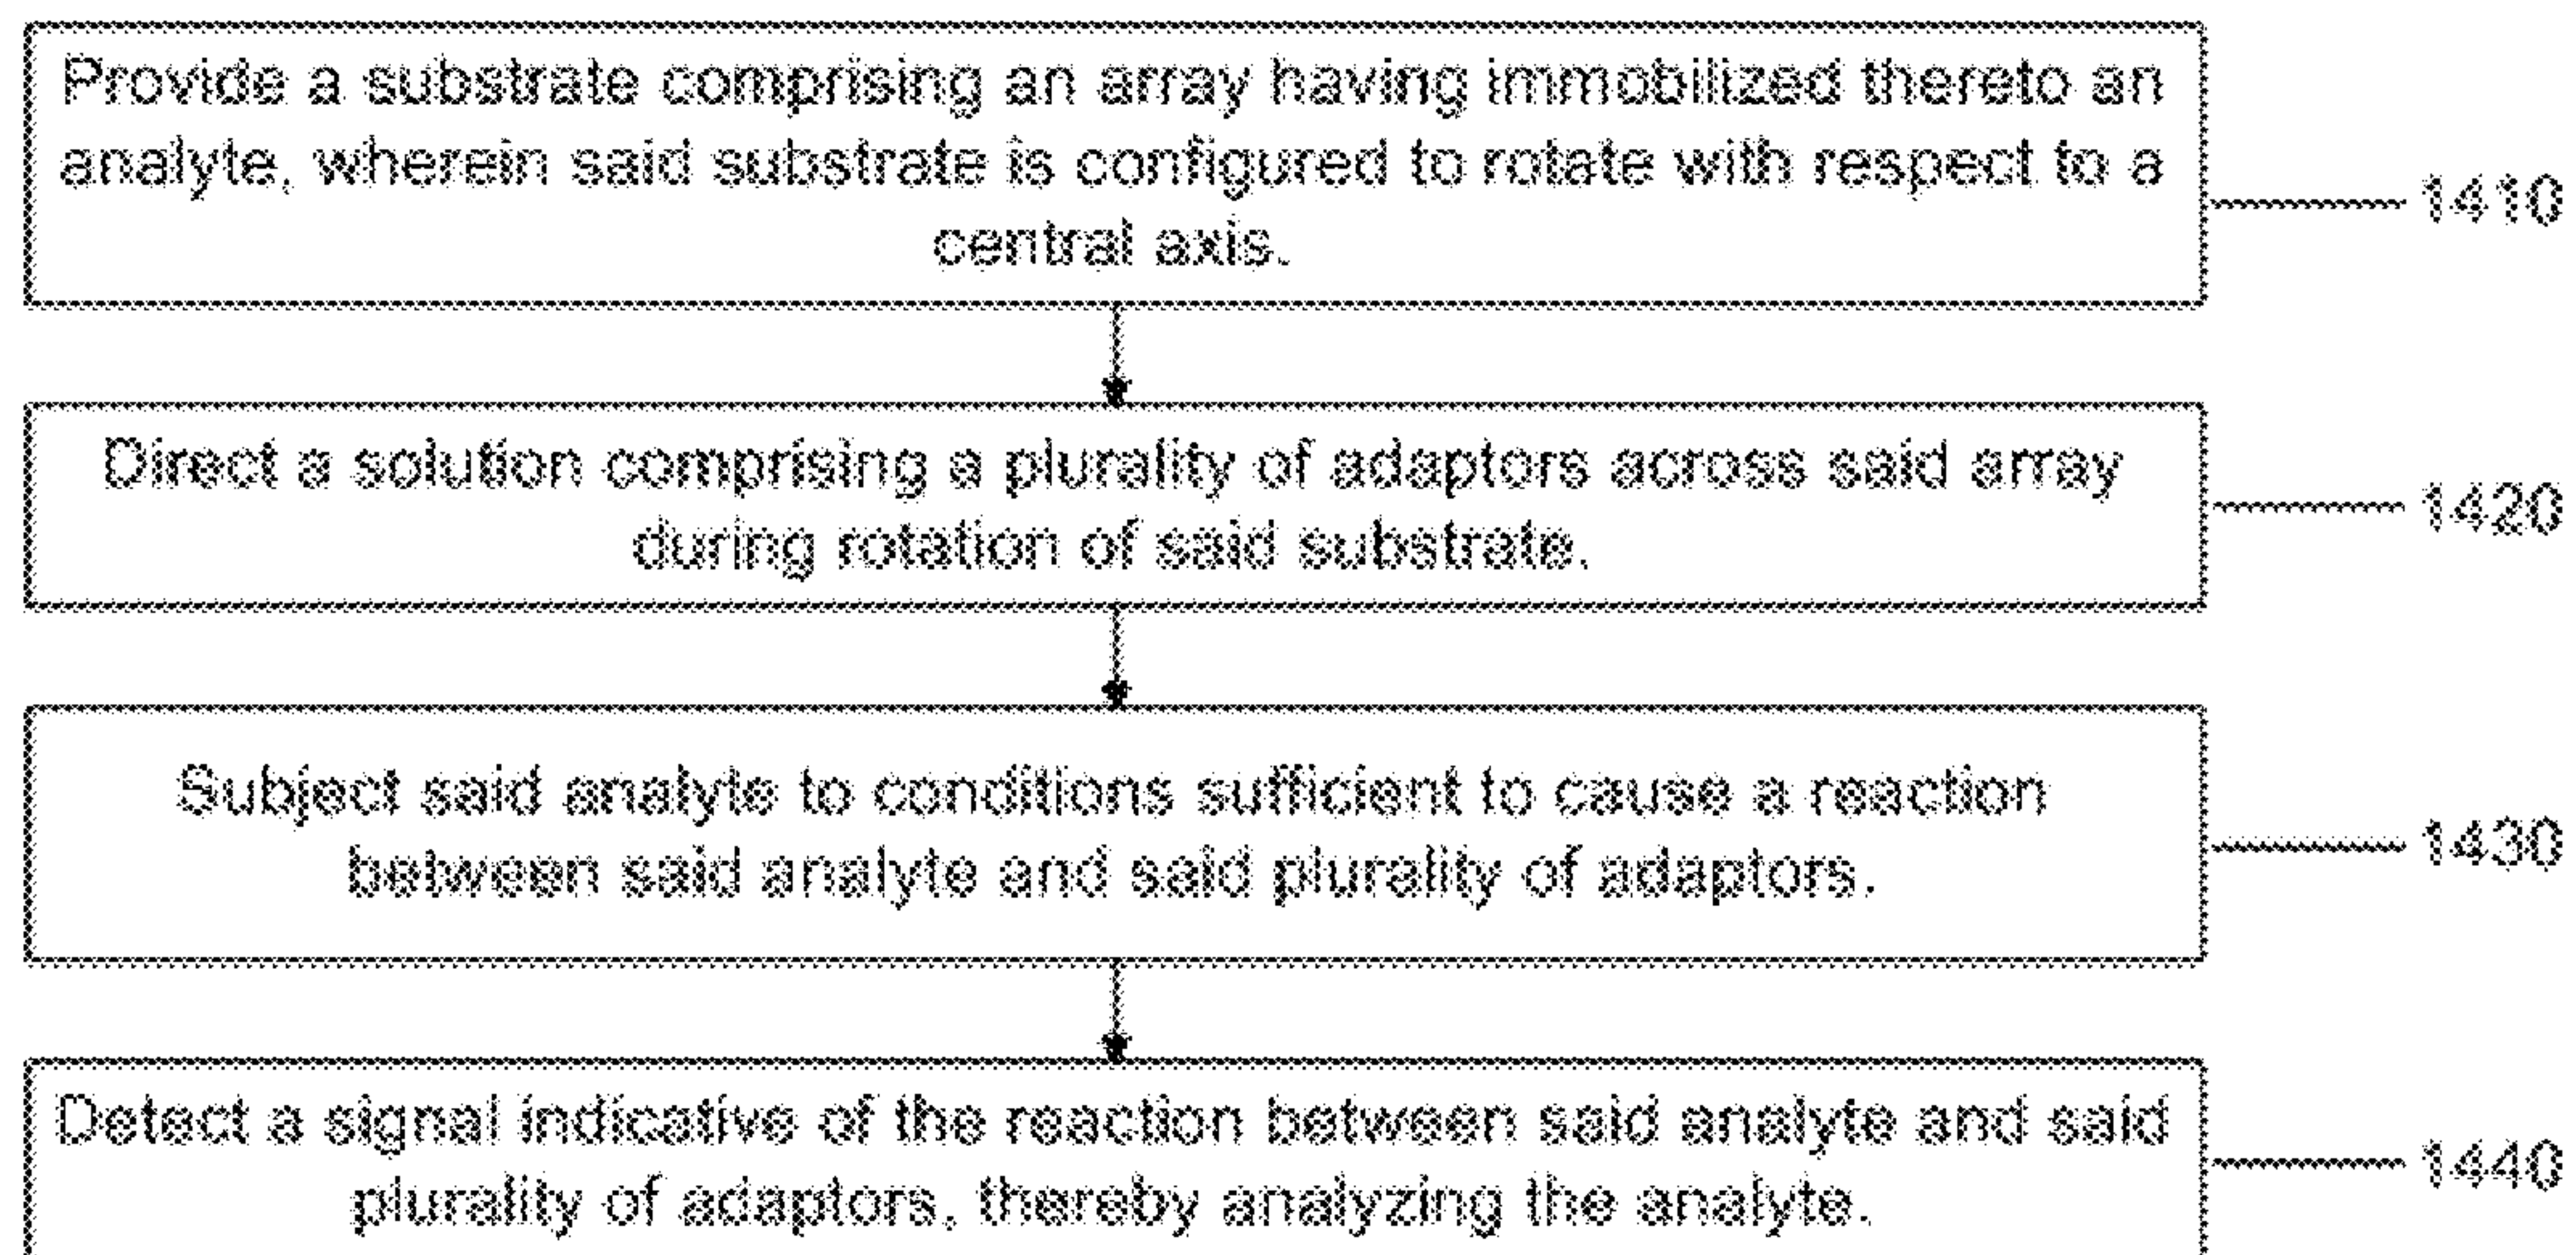 Provide a substrate comprising an array having immobilized thereto an
analyte, wherein said substrate is configured to rotate with respect to a
central axis.
1410
Direct a solution comprising a plurality of adaptors across said array
during rotation of said substrate.
1420
Subject said analyte to conditions sufficient to cause a reaction
between said analyte and said plurality of adaptors.
1430
Detect a signal indicative of the reaction between said analyte and said
plurality of adaptors, thereby analyzing the analyte.
1440